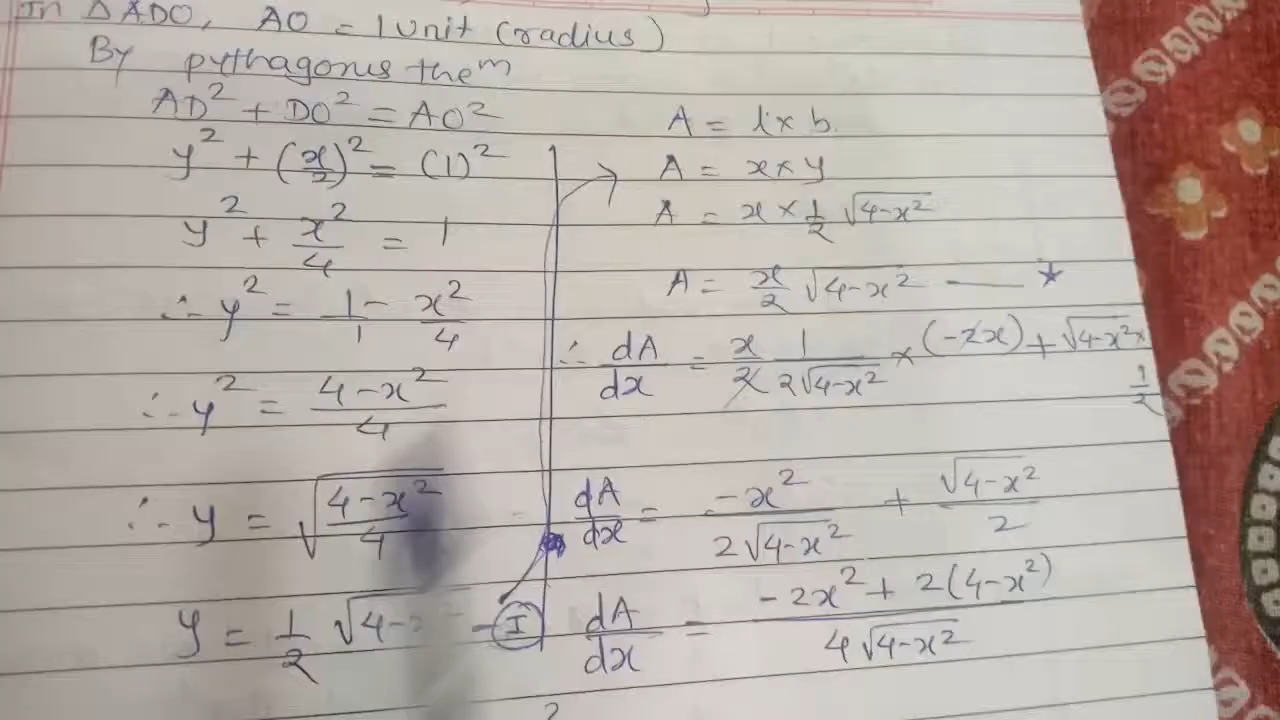 In △ADO, AO = 1 unit (radius)
By pythagorus theᵐ
AD² + DO² = AO²
y² + (x/2)² = (1)²
y² + x²/4 = 1
∴ y² = 1/1 - x²/4
∴ y² = (4-x²)/4
∴ y = √((4-x²)/4)
y = 1/2 √4- — I
A = l × b.
A = x × y
A = x × 1/2 √(4-x²)
A = x/2 √(4-x²) — ★
∴ dA/dx = x/2 1/(2√(4-x²)) × (-2x) + √(4-x²) × 1/2
dA/dx = -x²/(2√(4-x²)) + √(4-x²)/2
dA/dx = (-2x² + 2(4-x²))/(4√(4-x²))